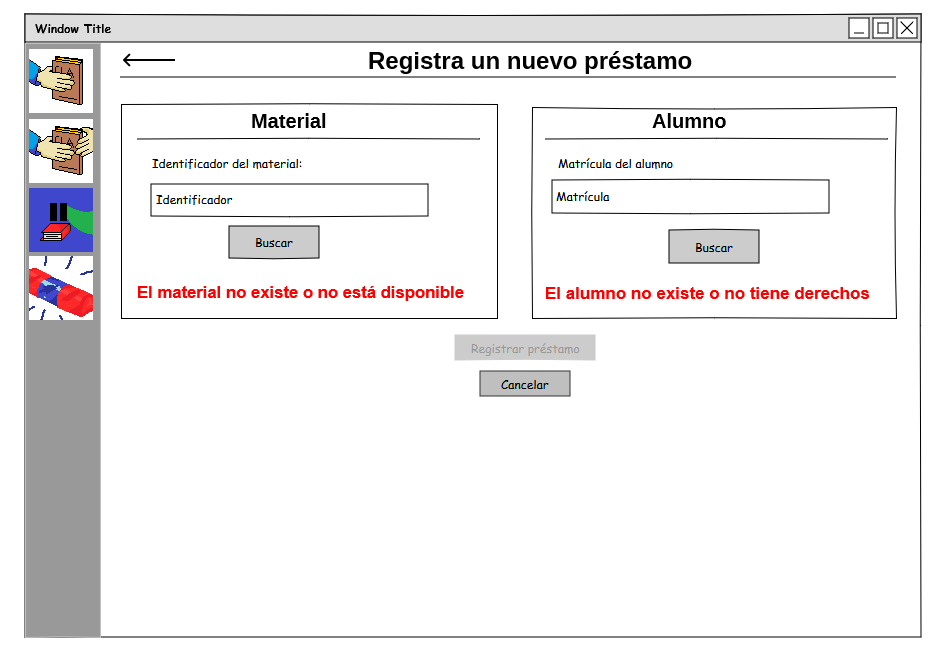 Window Title
Registra un nuevo préstamo
Material
Identificador del material:
Identificador
Buscar
El material no existe o no está disponible
Alumno
Matrícula del alumno
Matrícula
Buscar
El alumno no existe o no tiene derechos
Registrar préstamo
Cancelar